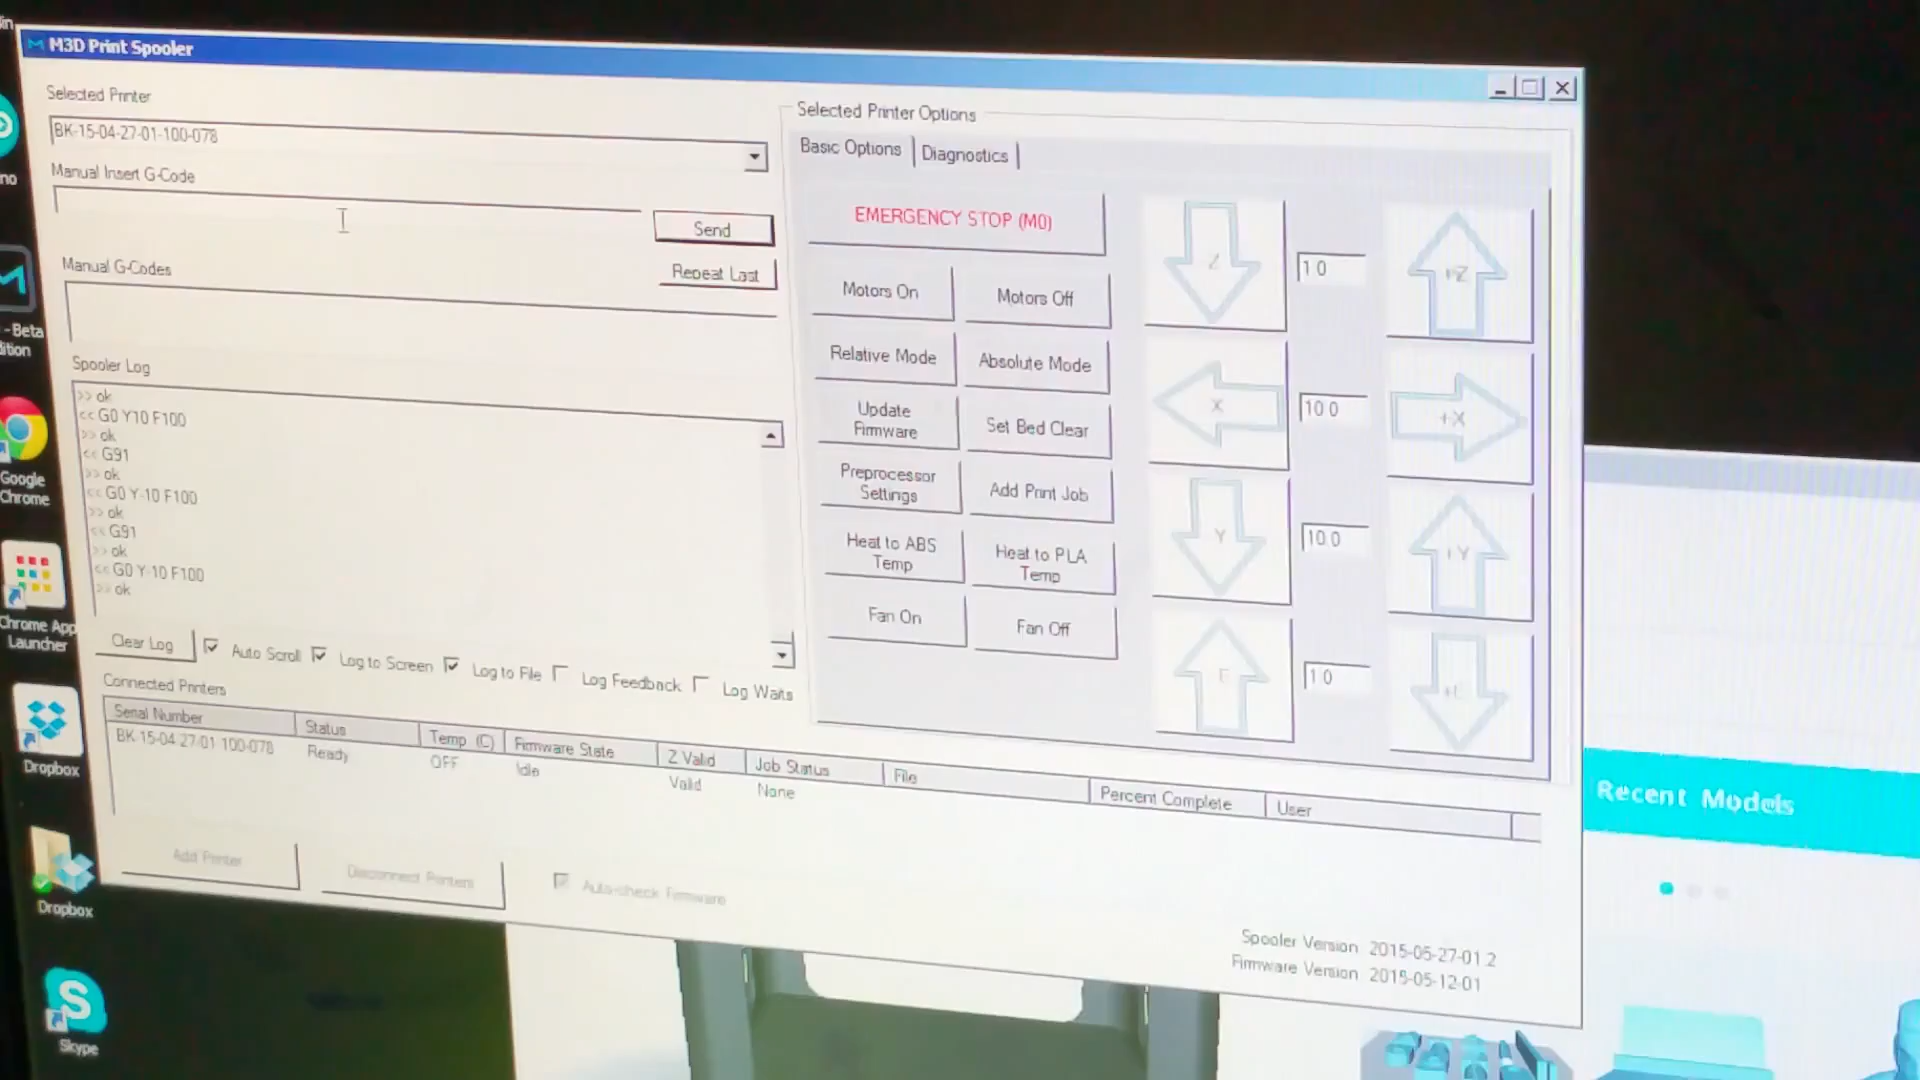 M3D Print Spooler
Selected Printer
BK-15-04-27-01-100-078
Manual Insert G-Code
Send
Manual G-Codes
Repeat Last
Spooler Log
>> ok
<< G0 Y10 F100
>> ok
<< G91
>> ok
<< G0 Y-10 F100
>> ok
<< G91
>> ok
<< G0 Y-10 F100
>> ok
Clear Log
Auto Scroll
Log to Screen
Log to File
Log Feedback
Log Waits
Selected Printer Options
Basic Options
Diagnostics
EMERGENCY STOP (M0)
Motors On
Motors Off
Relative Mode
Absolute Mode
Update
Firmware
Set Bed Clear
Preprocessor
Settings
Add Print Job
Heat to ABS
Temp
Heat to PLA
Temp
Fan On
Fan Off
Z
1.0
+Z
X
10.0
+X
Y
10.0
+Y
E
1.0
+E
Connected Printers
Serial Number
Status
Temp (C)
Firmware State
Z Valid
Job Status
File
Percent Complete
User
BK-15-04-27-01-100-078
Ready
OFF
Idle
Valid
None
Add Printer
Disconnect Printers
Auto-check Firmware
Spooler Version 2015-05-27-01.2
Firmware Version 2015-05-12-01
no
-Beta
Google
Chrome
Chrome App
Launcher
Dropbox
Dropbox
Skype
Recent Models